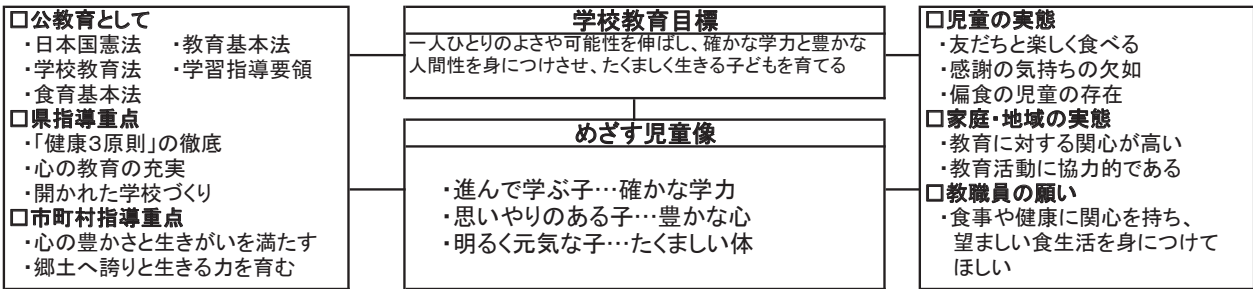 □公教育として
・日本国憲法　・教育基本法
・学校教育法　・学習指導要領
・食育基本法
□県指導重点
・「健康３原則」の徹底
・心の教育の充実
・開かれた学校づくり
□市町村指導重点
・心の豊かさと生きがいを満たす
・郷土へ誇りと生きる力を育む
学校教育目標
一人ひとりのよさや可能性を伸ばし、確かな学力と豊かな
人間性を身につけさせ、たくましく生きる子どもを育てる
めざす児童像
・進んで学ぶ子…確かな学力
・思いやりのある子…豊かな心
・明るく元気な子…たくましい体
□児童の実態
・友だちと楽しく食べる
・感謝の気持ちの欠如
・偏食の児童の存在
□家庭・地域の実態
・教育に対する関心が高い
・教育活動に協力的である
□教職員の願い
・食事や健康に関心を持ち、
望ましい食生活を身につけて
ほしい